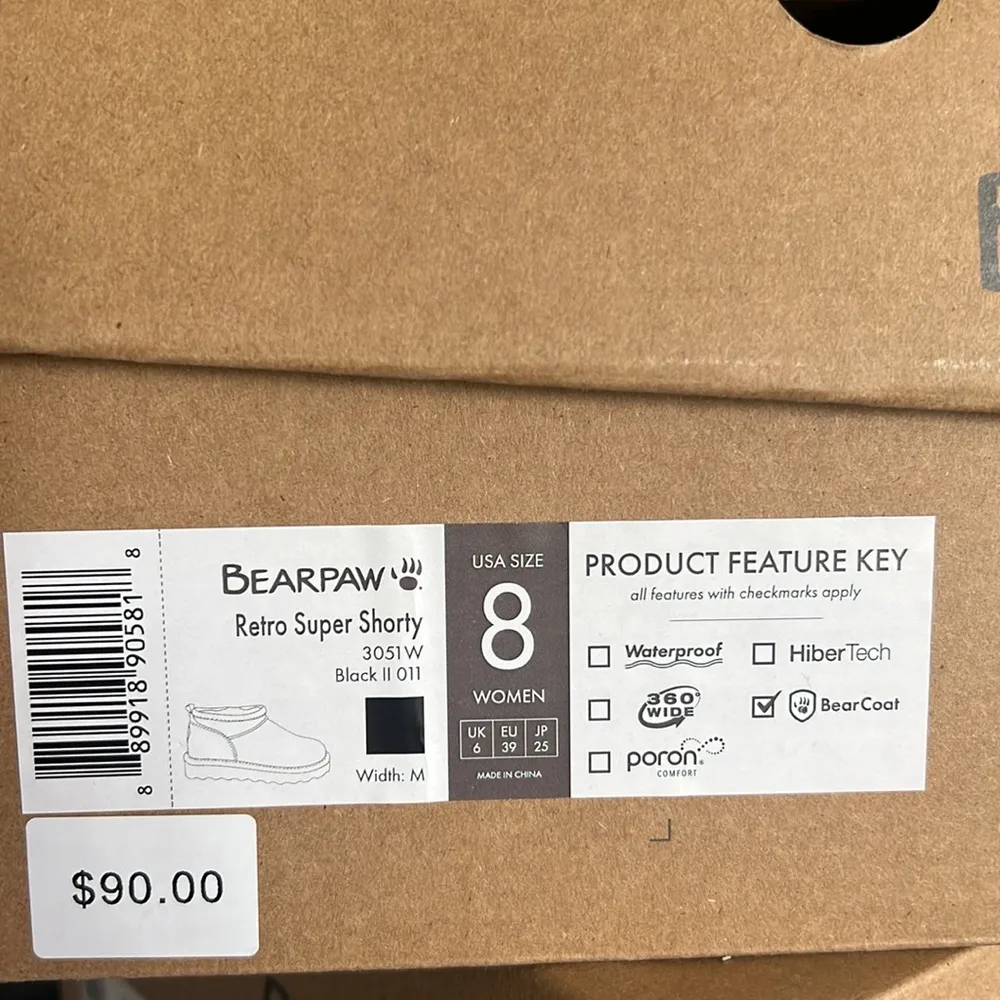 8 89918 90581 8
BEARPAW
Retro Super Shorty
3051W
Black II 011
Width: M
USA SIZE
8
WOMEN
UK EU JP
6 39 25
MADE IN CHINA
PRODUCT FEATURE KEY
all features with checkmarks apply
Waterproof
HiberTech
360°
WIDE
BearCoat
poron®
COMFORT
$90.00